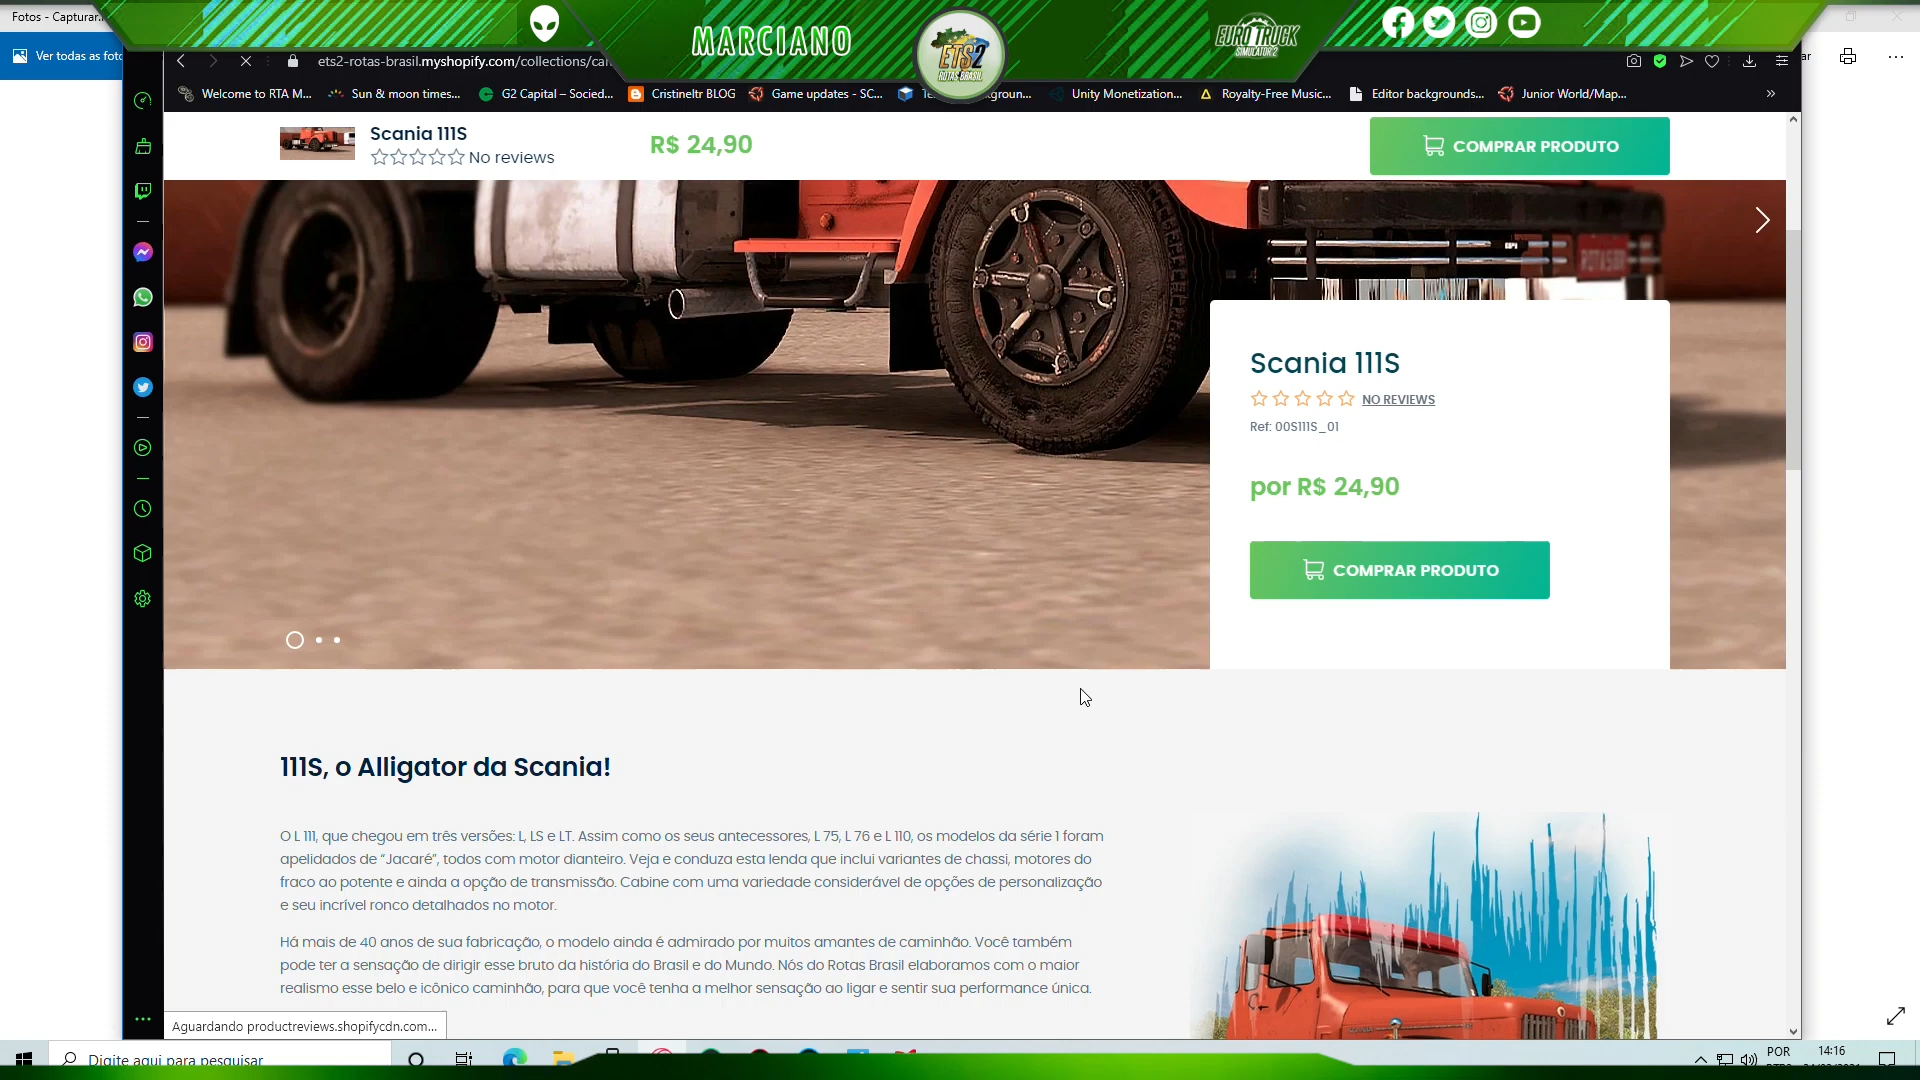 Fotos - Captura
MARCIANO
ETS2
ROTAS BRASIL
EURO TRUCK
SIMULATOR 2
Ver todas as foto
ets2-rotas-brasil.myshopify.com/collections/ca
ar
Welcome to RTA M...
Sun & moon times...
G2 Capital – Socied...
Cristineltr BLOG
Game updates - SC...
Unity Monetization...
Royalty-Free Music...
Editor backgrounds...
Junior World/Map...
»
Scania 111S
No reviews
R$ 24,90
COMPRAR PRODUTO
Scania 111S
NO REVIEWS
Ref: 00S111S_01
por R$ 24,90
COMPRAR PRODUTO
111S, o Alligator da Scania!
O L 111, que chegou em três versões: L, LS e LT. Assim como os seus antecessores, L 75, L 76 e L 110, os modelos da série 1 foram
apelidados de “Jacaré”, todos com motor dianteiro. Veja e conduza esta lenda que inclui variantes de chassi, motores do
fraco ao potente e ainda a opção de transmissão. Cabine com uma variedade considerável de opções de personalização
e seu incrível ronco detalhados no motor.
Há mais de 40 anos de sua fabricação, o modelo ainda é admirado por muitos amantes de caminhão. Você também
pode ter a sensação de dirigir esse bruto da história do Brasil e do Mundo. Nós do Rotas Brasil elaboramos com o maior
realismo esse belo e icônico caminhão, para que você tenha a melhor sensação ao ligar e sentir sua performance única.
Aguardando productreviews.shopifycdn.com...
Digite aqui para pesquisar
POR
14:16